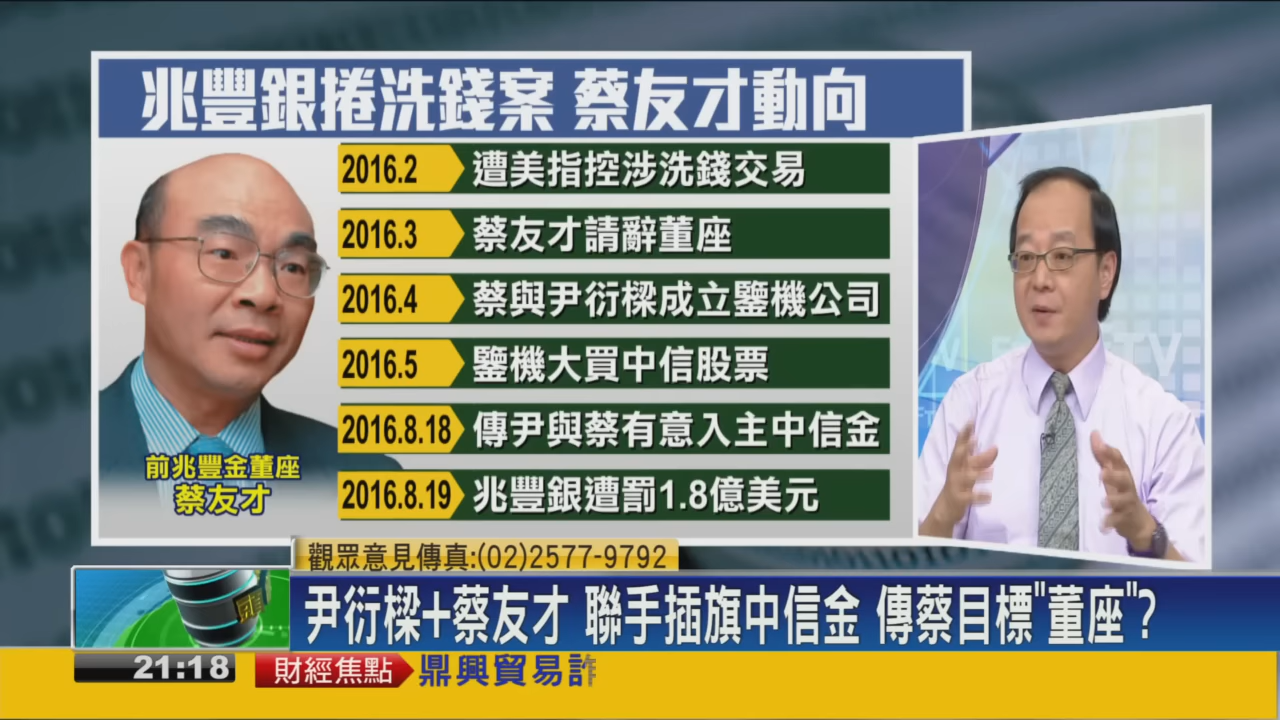 兆豐銀捲洗錢案 蔡友才動向
2016.2 遭美指控涉洗錢交易
2016.3 蔡友才請辭董座
2016.4 蔡與尹衍樑成立鑒機公司
2016.5 鑒機大買中信股票
2016.8.18 傳尹與蔡有意入主中信金
2016.8.19 兆豐銀遭罰1.8億美元
前兆豐金董座
蔡友才
觀眾意見傳真:(02)2577-9792
尹衍樑+蔡友才 聯手插旗中信金 傳蔡目標"董座"?
21:18 財經焦點 鼎興貿易詐